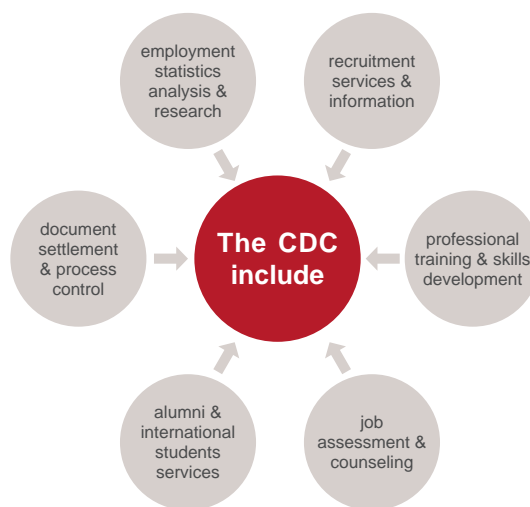 employment
statistics
analysis &
research
recruitment
services &
information
document
settlement
& process
control
The CDC
include
professional
training & skills
development
alumni &
international
students
services
job
assessment &
counseling